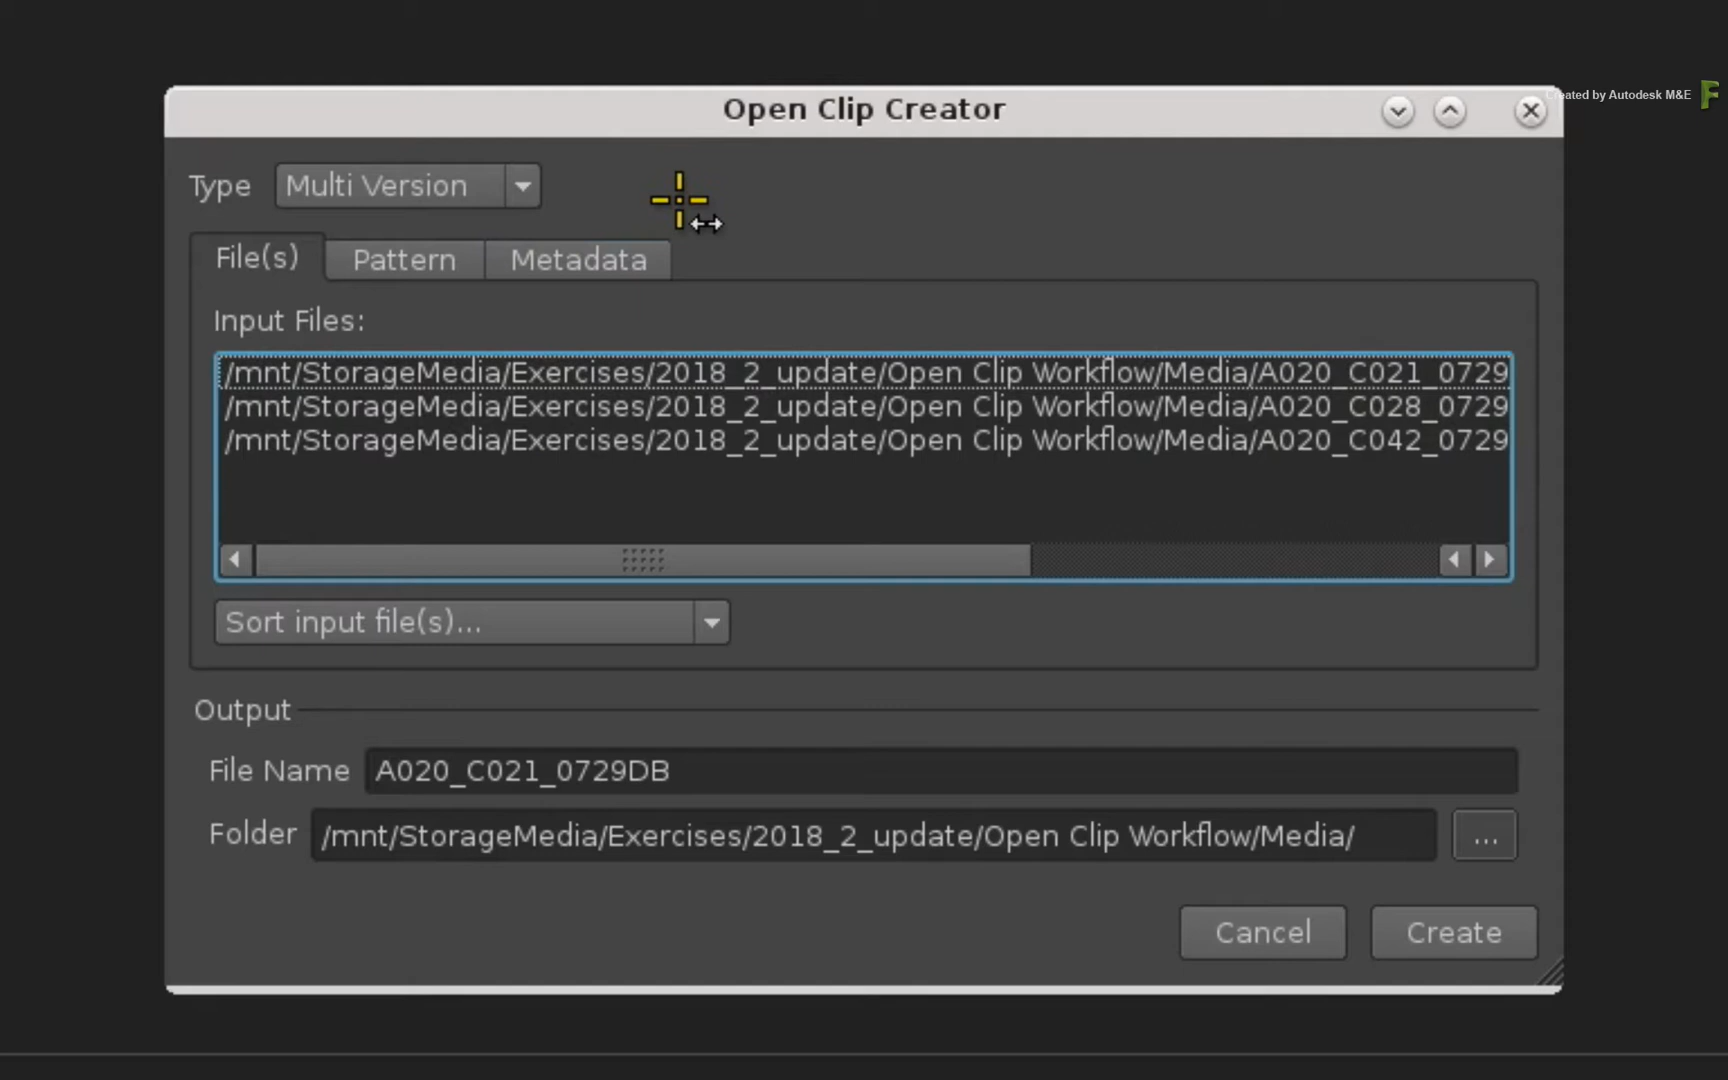 Open Clip Creator
Created by Autodesk M&E
Type Multi Version
File(s) Pattern Metadata
Input Files:
/mnt/StorageMedia/Exercises/2018_2_update/Open Clip Workflow/Media/A020_C021_0729
/mnt/StorageMedia/Exercises/2018_2_update/Open Clip Workflow/Media/A020_C028_0729
/mnt/StorageMedia/Exercises/2018_2_update/Open Clip Workflow/Media/A020_C042_0729
Sort input file(s)...
Output
File Name A020_C021_0729DB
Folder /mnt/StorageMedia/Exercises/2018_2_update/Open Clip Workflow/Media/ ...
Cancel Create